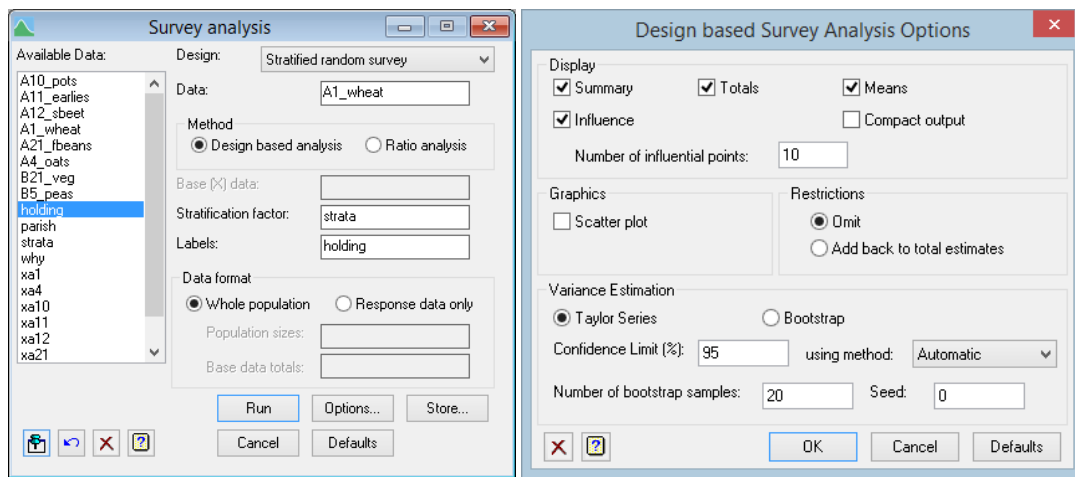 Survey analysis
Available Data:
A10_pots
A11_earlies
A12_sbeet
A1_wheat
A21_fbeans
A4_oats
B21_veg
B5_peas
holding
parish
strata
why
xa1
xa4
xa10
xa11
xa12
xa21
Design: Stratified random survey
Data: A1_wheat
Method
Design based analysis Ratio analysis
Base (X) data:
Stratification factor: strata
Labels: holding
Data format
Whole population Response data only
Population sizes:
Base data totals:
Run Options... Store...
Cancel Defaults
Design based Survey Analysis Options
Display
Summary Totals Means
Influence Compact output
Number of influential points: 10
Graphics
Scatter plot
Restrictions
Omit
Add back to total estimates
Variance Estimation
Taylor Series Bootstrap
Confidence Limit (%): 95 using method: Automatic
Number of bootstrap samples: 20 Seed: 0
OK Cancel Defaults